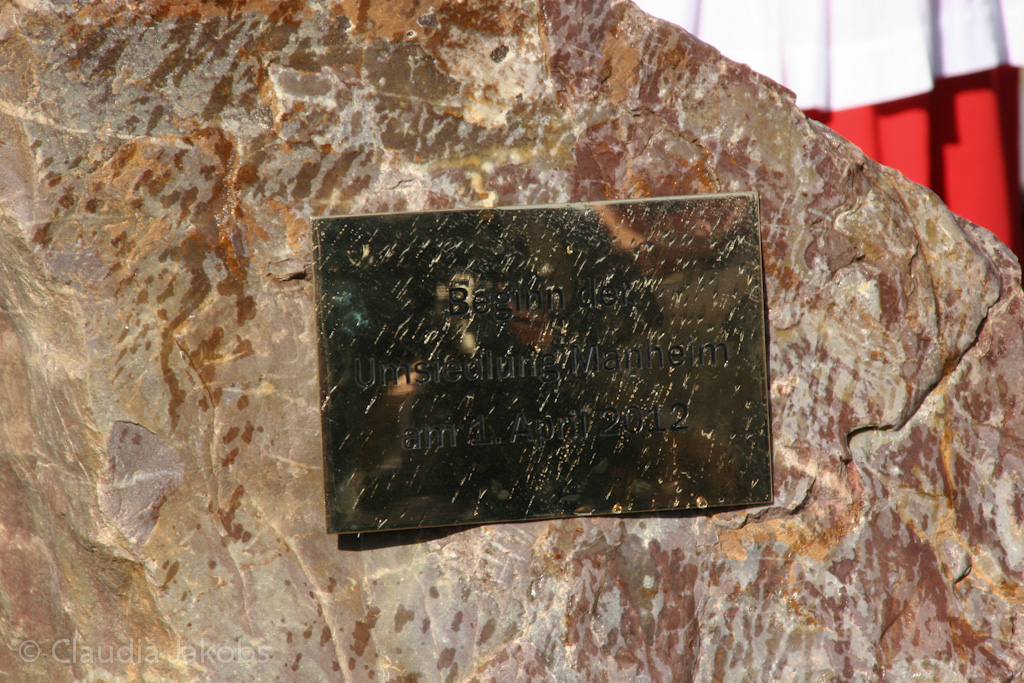 Beginn der
Umsiedlung Manheim
am 1. April 2012
© Claudia Jakobs